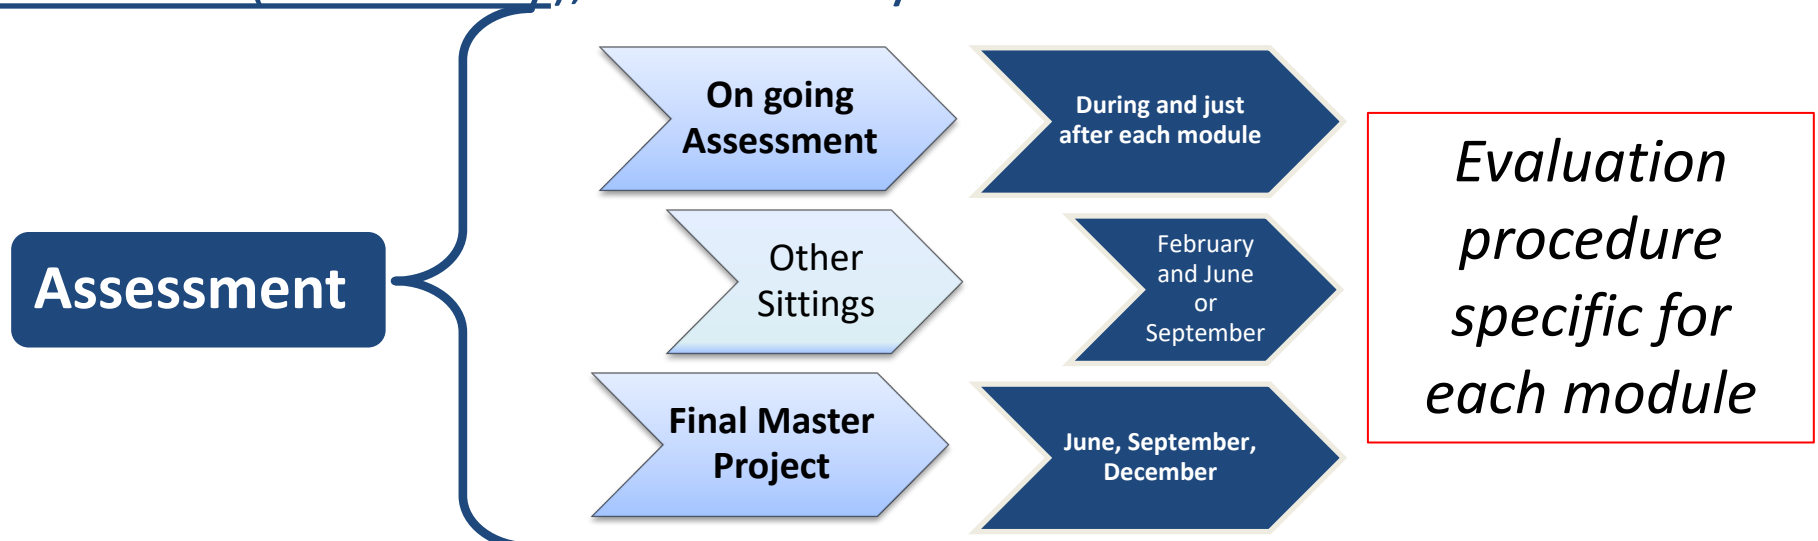 Assessment
On going
Assessment
During and just
after each module
Other
Sittings
February
and June
or
September
Final Master
Project
June, September,
December
Evaluation
procedure
specific for
each module